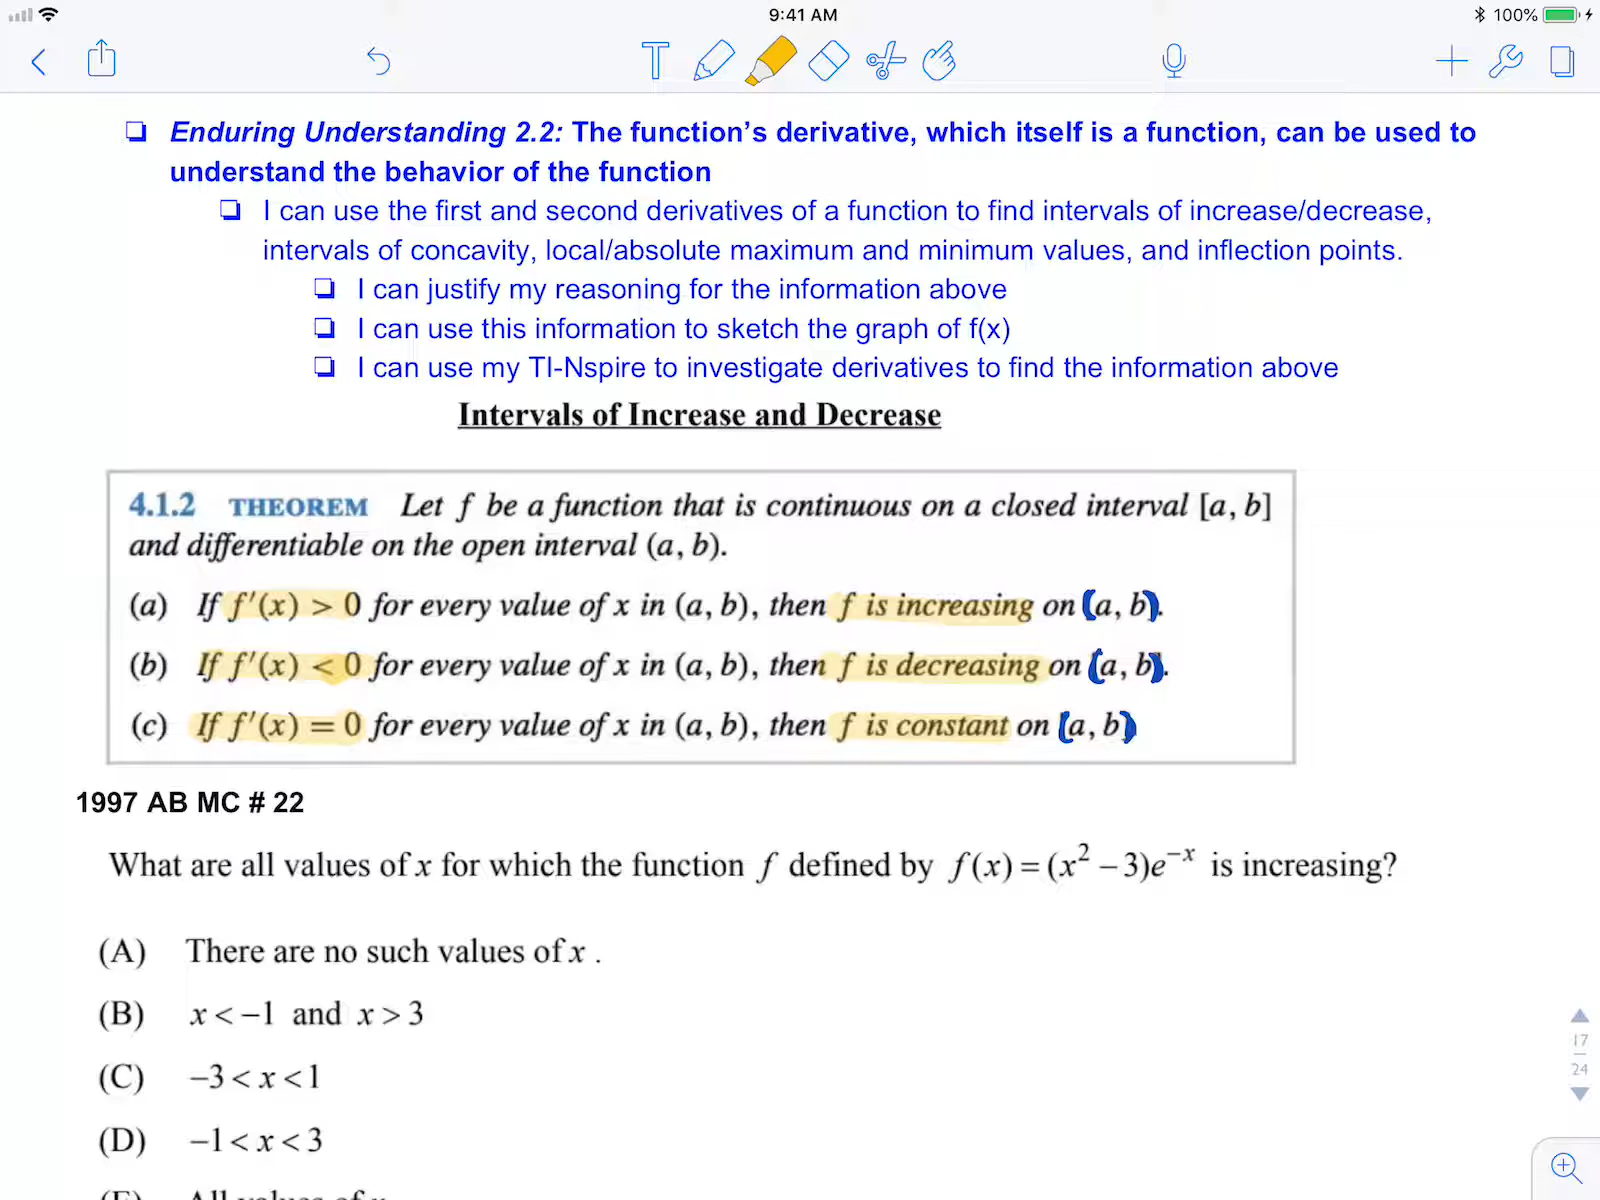 9:41 AM
100%
❏ Enduring Understanding 2.2: The function’s derivative, which itself is a function, can be used to
understand the behavior of the function
❏ I can use the first and second derivatives of a function to find intervals of increase/decrease,
intervals of concavity, local/absolute maximum and minimum values, and inflection points.
❏ I can justify my reasoning for the information above
❏ I can use this information to sketch the graph of f(x)
❏ I can use my TI-Nspire to investigate derivatives to find the information above
Intervals of Increase and Decrease
4.1.2 THEOREM Let f be a function that is continuous on a closed interval [a, b]
and differentiable on the open interval (a, b).
(a) If f′(x) > 0 for every value of x in (a, b), then f is increasing on (a, b).
(b) If f′(x) < 0 for every value of x in (a, b), then f is decreasing on (a, b).
(c) If f′(x) = 0 for every value of x in (a, b), then f is constant on (a, b)
1997 AB MC # 22
What are all values of x for which the function f defined by f(x) = (x² – 3)e⁻ˣ is increasing?
(A) There are no such values of x .
(B) x < –1 and x > 3
(C) –3 < x < 1
(D) –1 < x < 3
(E) All values of x
17
24